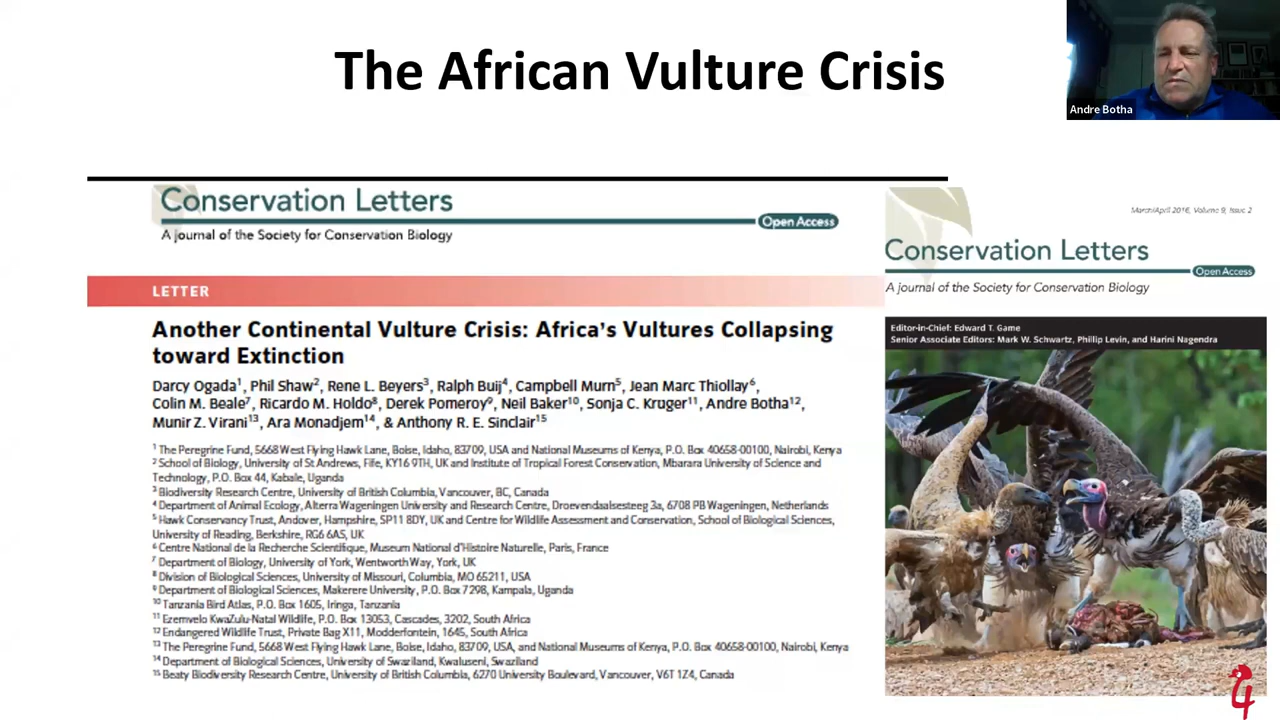 The African Vulture Crisis
Andre Botha
Conservation Letters
Open Access
A journal of the Society for Conservation Biology
LETTER
Another Continental Vulture Crisis: Africa's Vultures Collapsing
toward Extinction
Darcy Ogada1, Phil Shaw2, Rene L. Beyers3, Ralph Buij4, Campbell Murn5, Jean Marc Thiollay6,
Colin M. Beale7, Ricardo M. Holdo8, Derek Pomeroy9, Neil Baker10, Sonja C. Kruger11, Andre Botha12,
Munir Z. Virani13, Ara Monadjem14, & Anthony R. E. Sinclair15
1 The Peregrine Fund, 5668 West Flying Hawk Lane, Boise, Idaho, 83709, USA and National Museums of Kenya, P.O. Box 40658-00100, Nairobi, Kenya
2 School of Biology, University of St Andrews, Fife, KY16 9TH, UK and Institute of Tropical Forest Conservation, Mbarara University of Science and
Technology, P.O. Box 44, Kabale, Uganda
3 Biodiversity Research Centre, University of British Columbia, Vancouver, BC, Canada
4 Department of Animal Ecology, Alterra Wageningen University and Research Centre, Droevendaalsesteeg 3a, 6708 PB Wageningen, Netherlands
5 Hawk Conservancy Trust, Andover, Hampshire, SP11 8DY, UK and Centre for Wildlife Assessment and Conservation, School of Biological Sciences,
University of Reading, Berkshire, RG6 6AS, UK
6 Centre National de la Recherche Scientifique, Museum National d'Histoire Naturelle, Paris, France
7 Department of Biology, University of York, Wentworth Way, York, UK
8 Division of Biological Sciences, University of Missouri, Columbia, MO 65211, USA
9 Department of Biological Sciences, Makerere University, P.O. Box 7298, Kampala, Uganda
10 Tanzania Bird Atlas, P.O. Box 1605, Iringa, Tanzania
11 Ezemvelo KwaZulu-Natal Wildlife, P.O. Box 13053, Cascades, 3202, South Africa
12 Endangered Wildlife Trust, Private Bag X11, Modderfontein, 1645, South Africa
13 The Peregrine Fund, 5668 West Flying Hawk Lane, Boise, Idaho, 83709, USA, and National Museums of Kenya, P.O. Box 40658-00100, Nairobi, Kenya
14 Department of Biological Sciences, University of Swaziland, Kwaluseni, Swaziland
15 Beaty Biodiversity Research Centre, University of British Columbia, 6270 University Boulevard, Vancouver, V6T 1Z4, Canada
March/April 2016, Volume 9, Issue 2
Conservation Letters
Open Access
A journal of the Society for Conservation Biology
Editor-in-Chief: Edward T. Game
Senior Associate Editors: Mark W. Schwartz, Phillip Levin, and Harini Nagendra